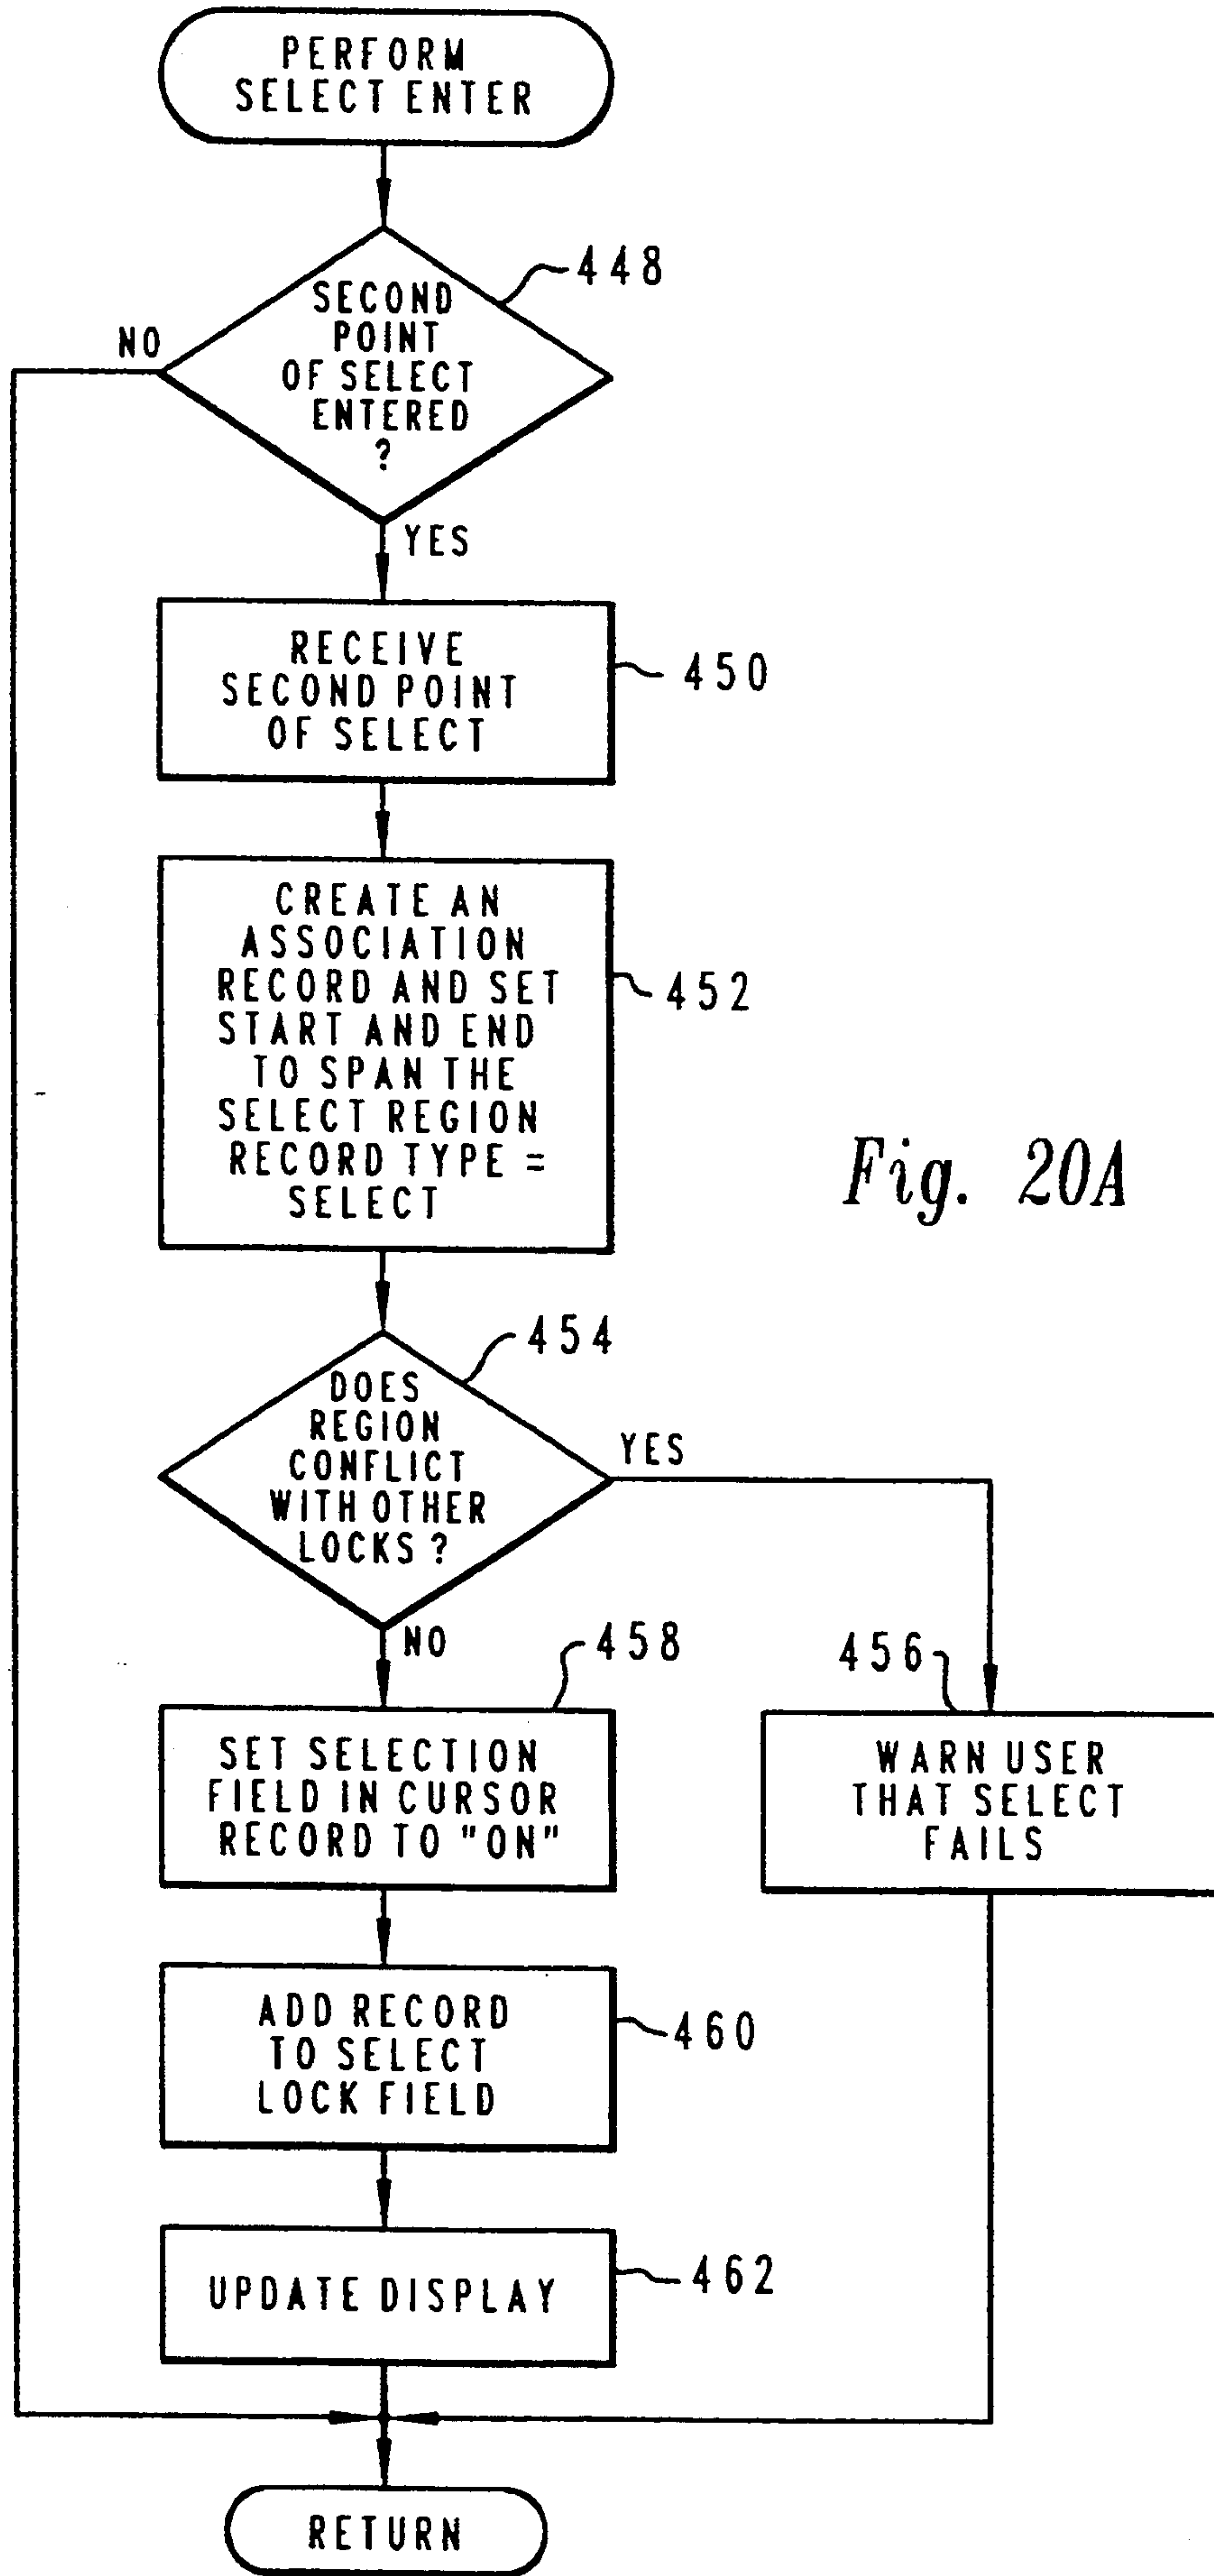 PERFORM
SELECT ENTER
448
SECOND
POINT
OF SELECT
ENTERED
?
NO
YES
RECEIVE
SECOND POINT
OF SELECT
450
CREATE AN
ASSOCIATION
RECORD AND SET
START AND END
TO SPAN THE
SELECT REGION
RECORD TYPE =
SELECT
452
Fig. 20A
454
DOES
REGION
CONFLICT
WITH OTHER
LOCKS ?
YES
NO
458
456
SET SELECTION
FIELD IN CURSOR
RECORD TO "ON"
WARN USER
THAT SELECT
FAILS
ADD RECORD
TO SELECT
LOCK FIELD
460
UPDATE DISPLAY
462
RETURN